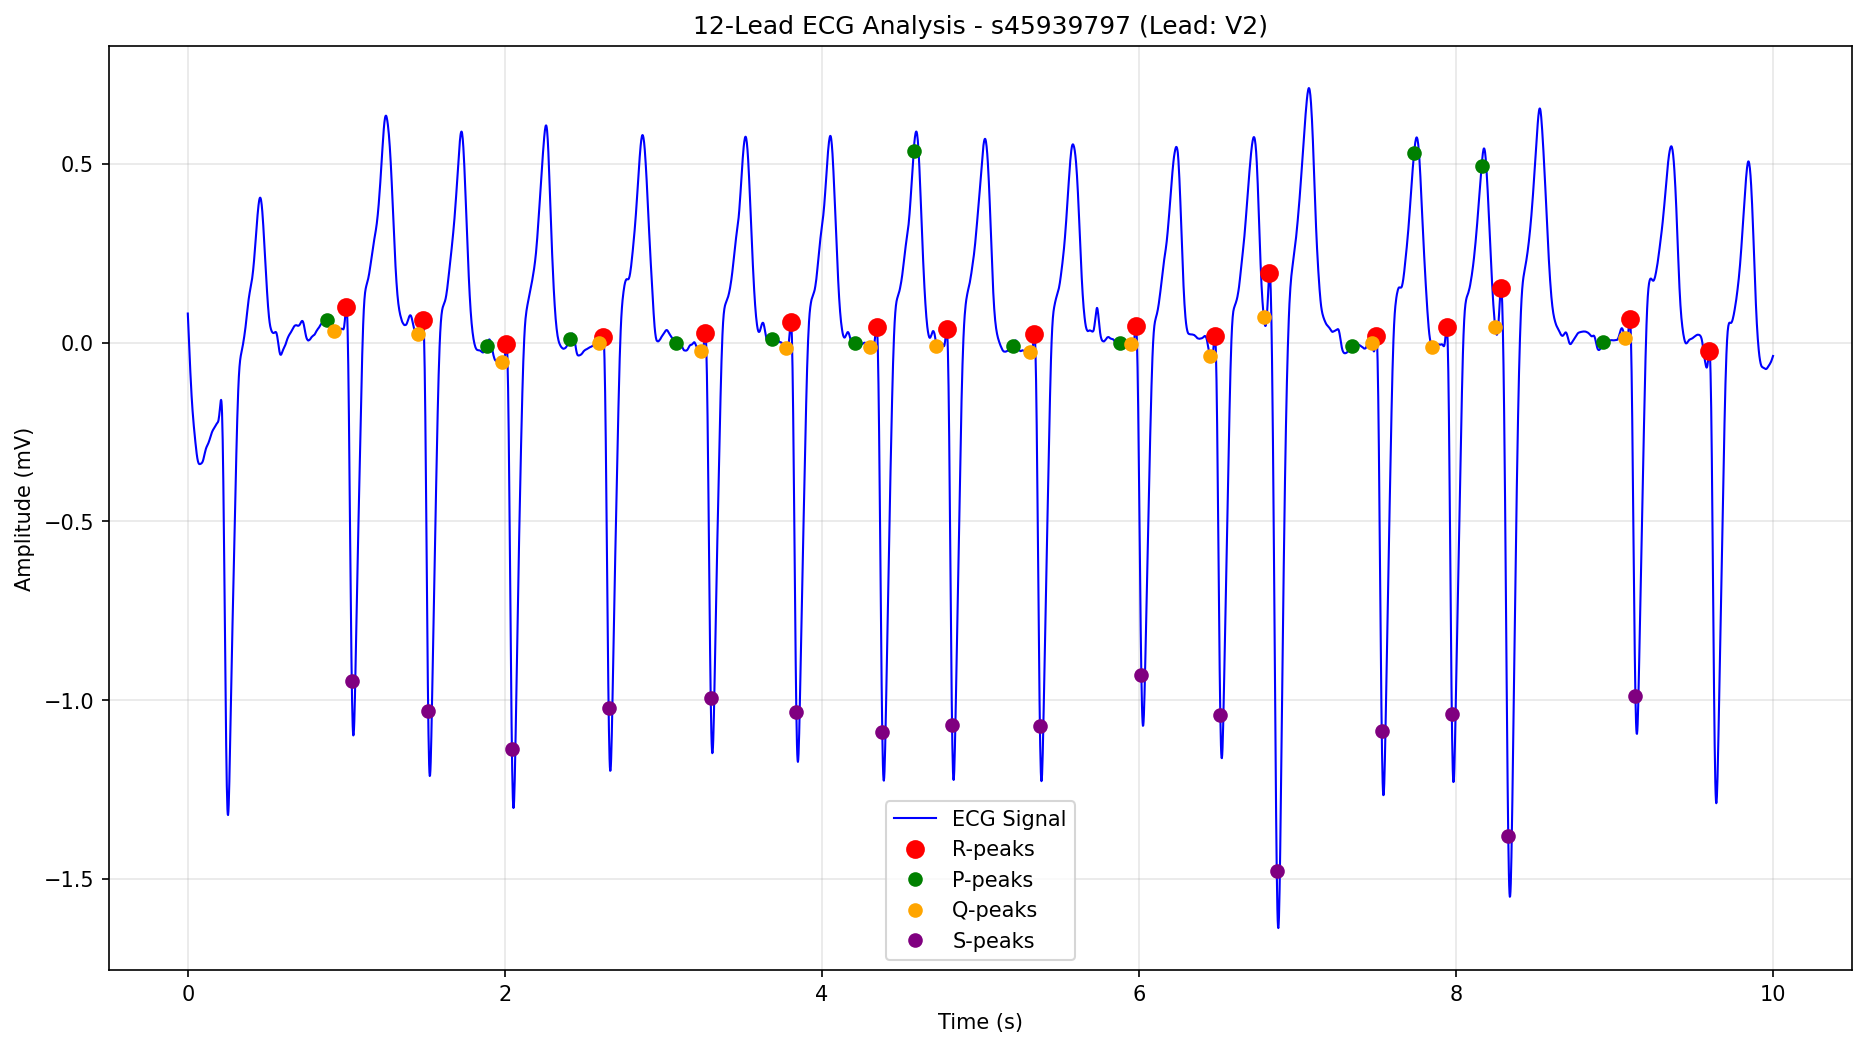 12-Lead ECG Analysis - s45939797 (Lead: V2)
Amplitude (mV)
0.5
0.0
−0.5
−1.0
−1.5
ECG Signal
R-peaks
P-peaks
Q-peaks
S-peaks
0 2 4 6 8 10
Time (s)